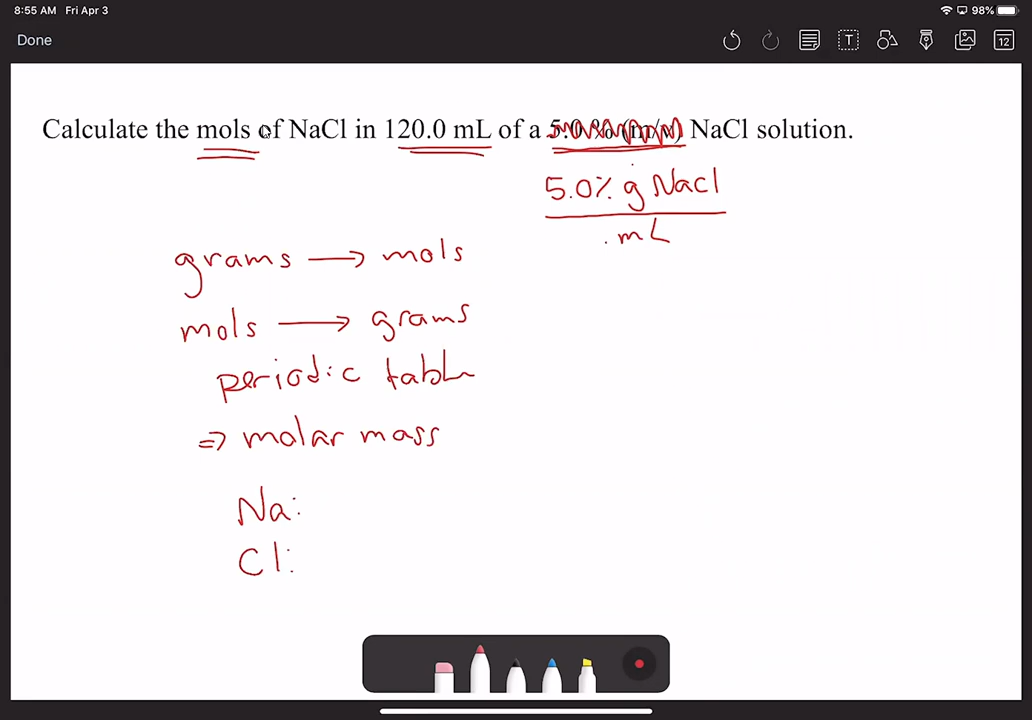 8:55 AM Fri Apr 3 98%
Done
T 12
Calculate the mols of NaCl in 120.0 mL of a 5.0 % (m/v) NaCl solution.
5.0% g NaCl
mL
grams → mols
mols → grams
periodic table
⇒ molar mass
Na:
Cl: